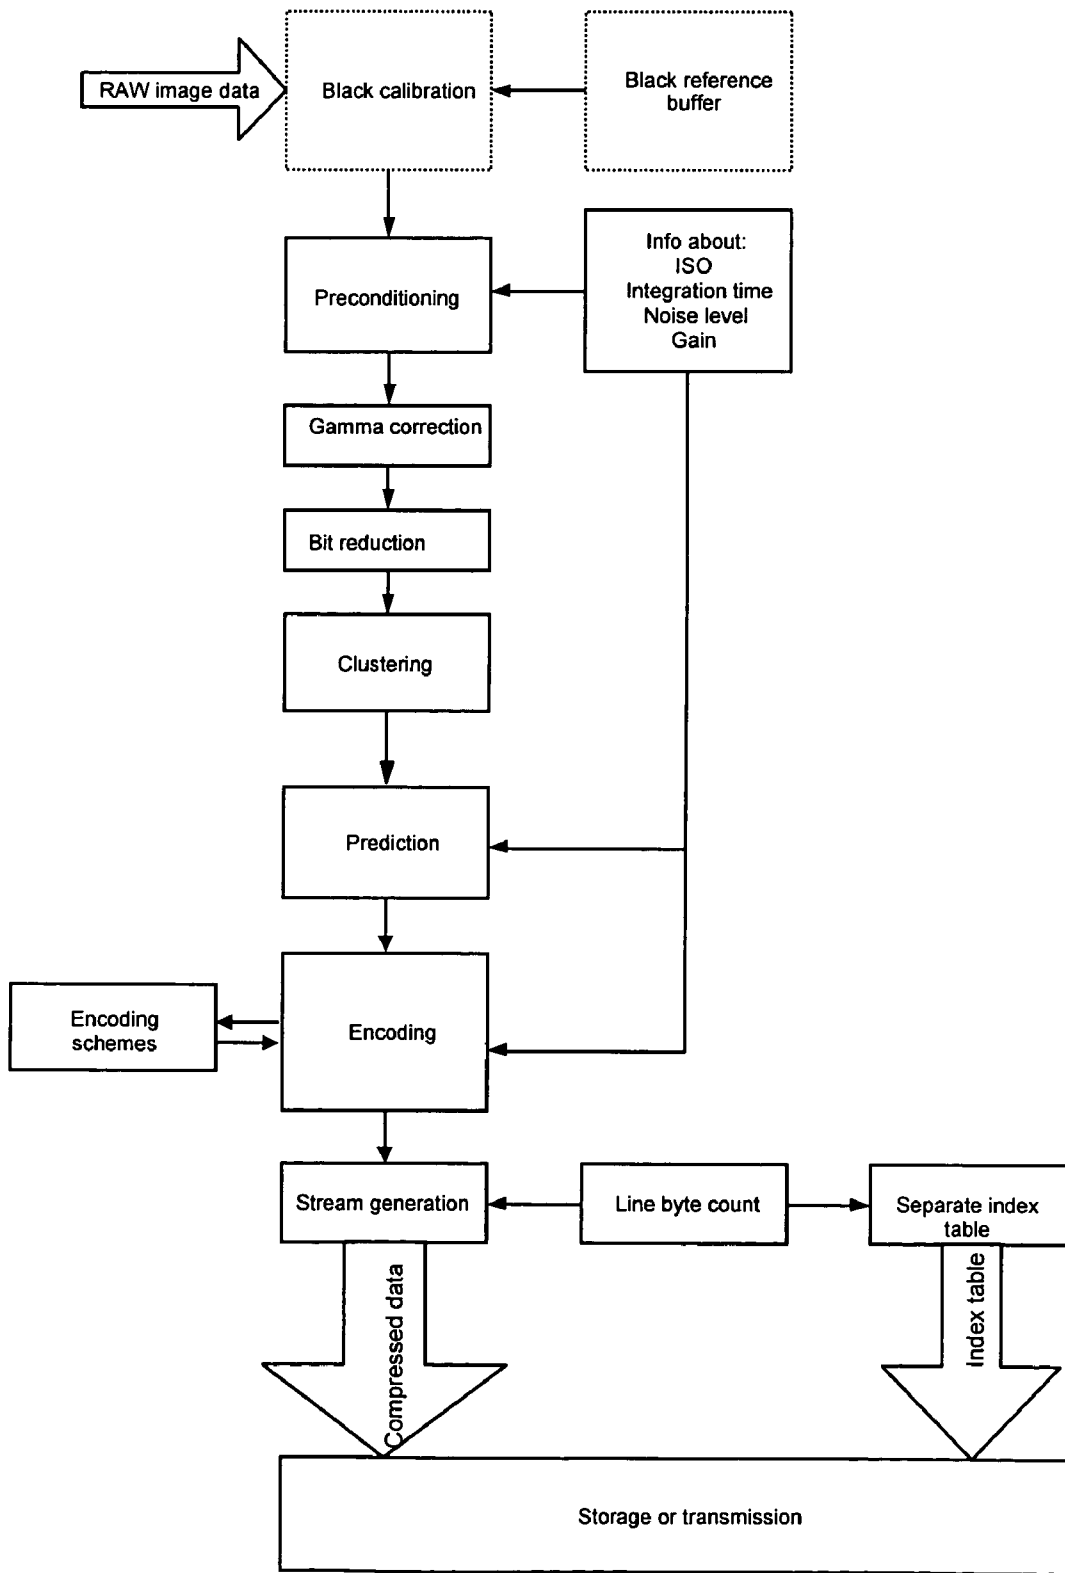 RAW image data
Black calibration
Black reference
buffer
Preconditioning
Info about:
ISO
Integration time
Noise level
Gain
Gamma correction
Bit reduction
Clustering
Prediction
Encoding
schemes
Encoding
Stream generation
Line byte count
Separate index
table
Compressed data
Index table
Storage or transmission